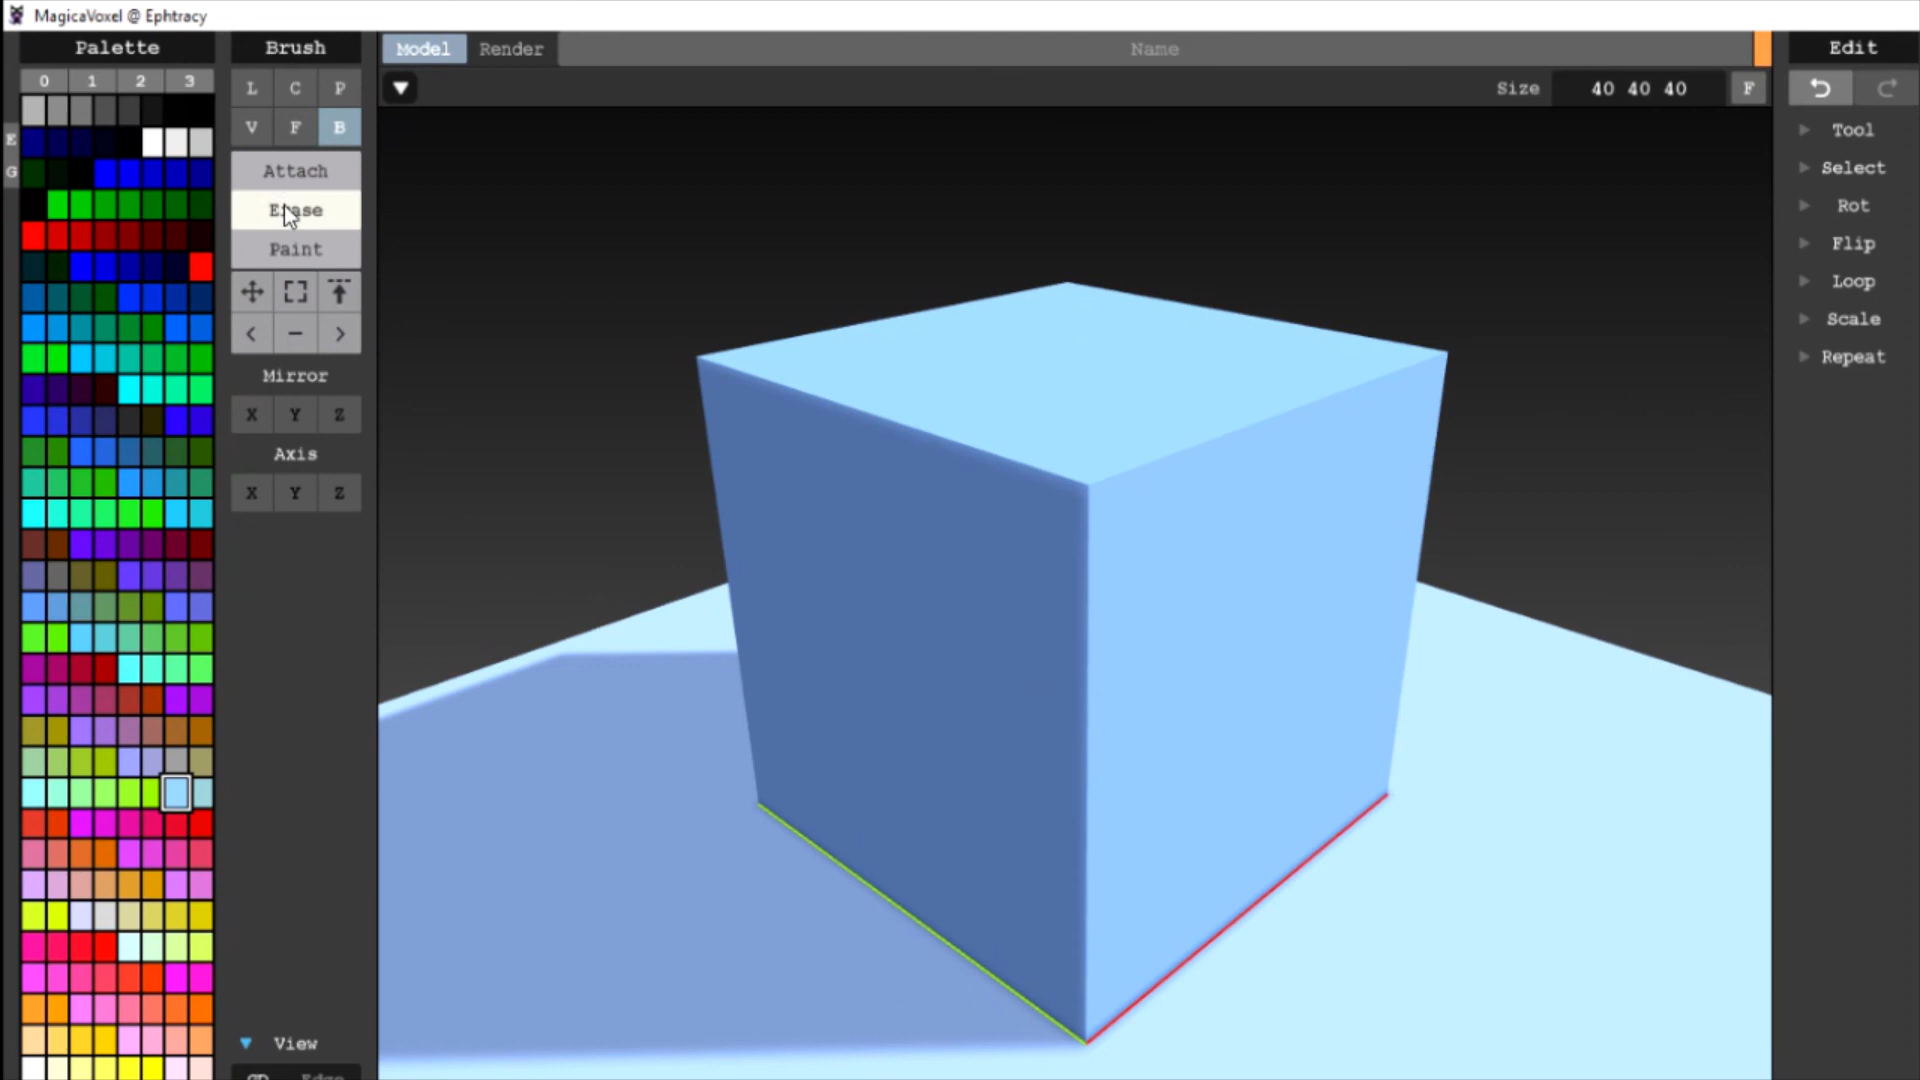 MagicaVoxel @ Ephtracy
Palette
0 1 2 3
E
G
Brush
L C P
V F B
Attach
Erase
Paint
Mirror
X Y Z
Axis
X Y Z
View
Edge
Model Render Name
Size 40 40 40 F
Edit
Tool
Select
Rot
Flip
Loop
Scale
Repeat